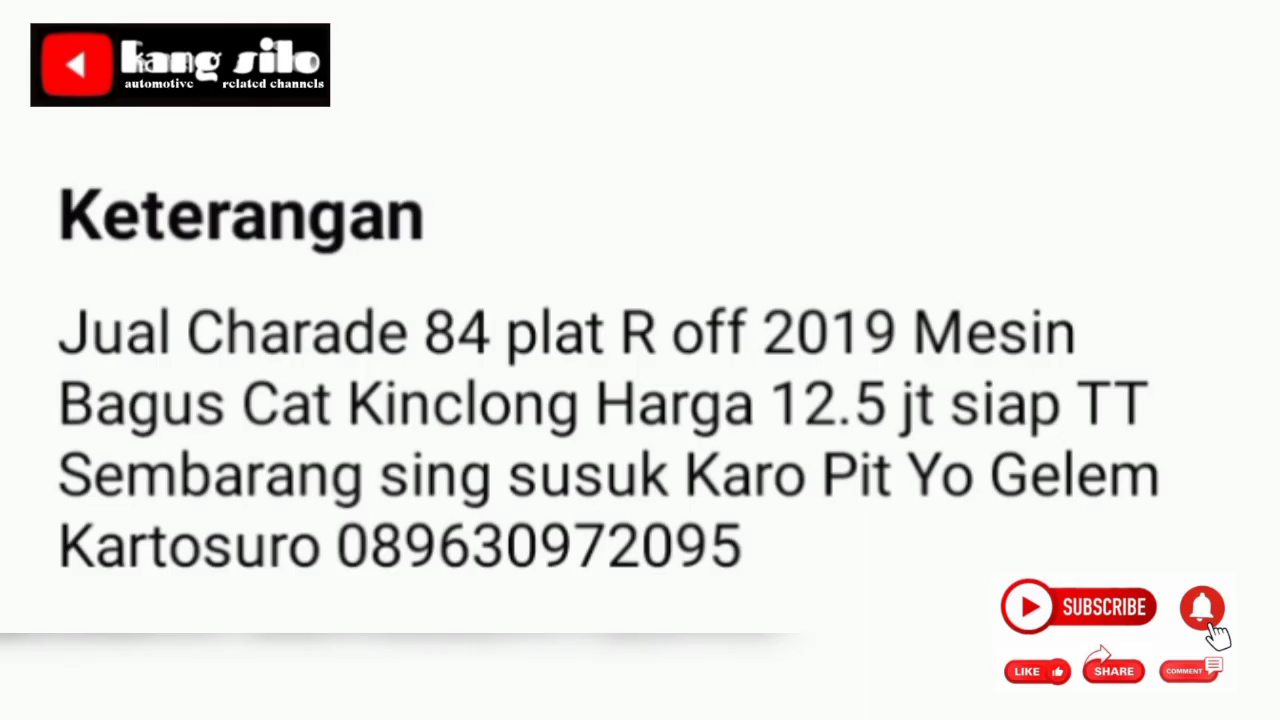 kang silo
automotive related channels
Keterangan
Jual Charade 84 plat R off 2019 Mesin
Bagus Cat Kinclong Harga 12.5 jt siap TT
Sembarang sing susuk Karo Pit Yo Gelem
Kartosuro 089630972095
SUBSCRIBE
LIKE SHARE COMMENT